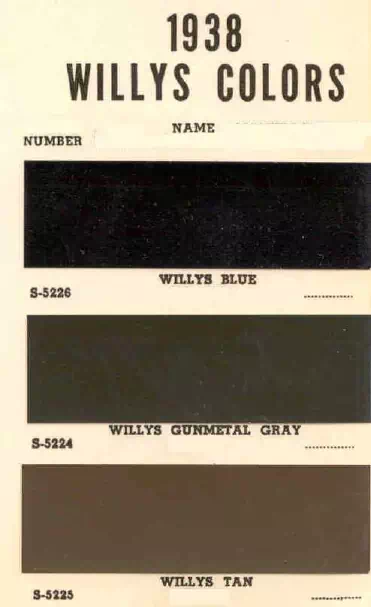 1938
WILLYS COLORS
NAME
NUMBER
WILLYS BLUE
S-5226
WILLYS GUNMETAL GRAY
S-5224
WILLYS TAN
S-5225